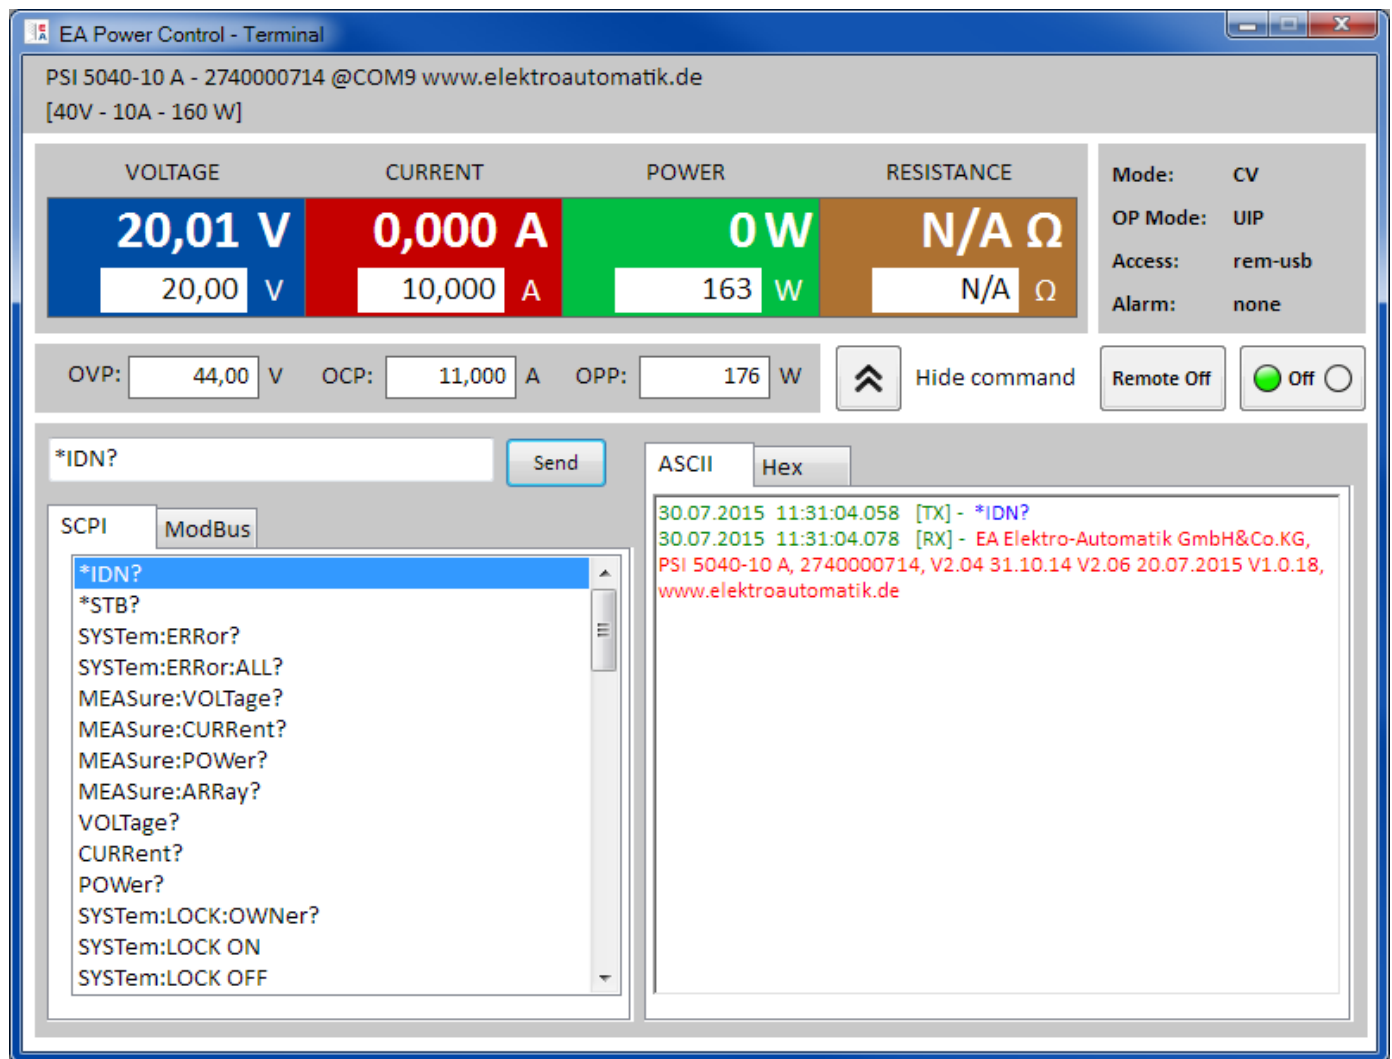 EA Power Control - Terminal
PSI 5040-10 A - 2740000714 @COM9 www.elektroautomatik.de
[40V - 10A - 160 W]
VOLTAGE CURRENT POWER RESISTANCE
20,01 V 0,000 A 0 W N/A Ω
20,00 V 10,000 A 163 W N/A Ω
Mode: CV
OP Mode: UIP
Access: rem-usb
Alarm: none
OVP: 44,00 V OCP: 11,000 A OPP: 176 W
Hide command
Remote Off
Off
*IDN?
Send
SCPI ModBus
*IDN?
*STB?
SYSTem:ERRor?
SYSTem:ERRor:ALL?
MEASure:VOLTage?
MEASure:CURRent?
MEASure:POWer?
MEASure:ARRay?
VOLTage?
CURRent?
POWer?
SYSTem:LOCK:OWNer?
SYSTem:LOCK ON
SYSTem:LOCK OFF
ASCII Hex
30.07.2015 11:31:04.058 [TX] - *IDN?
30.07.2015 11:31:04.078 [RX] - EA Elektro-Automatik GmbH&Co.KG,
PSI 5040-10 A, 2740000714, V2.04 31.10.14 V2.06 20.07.2015 V1.0.18,
www.elektroautomatik.de